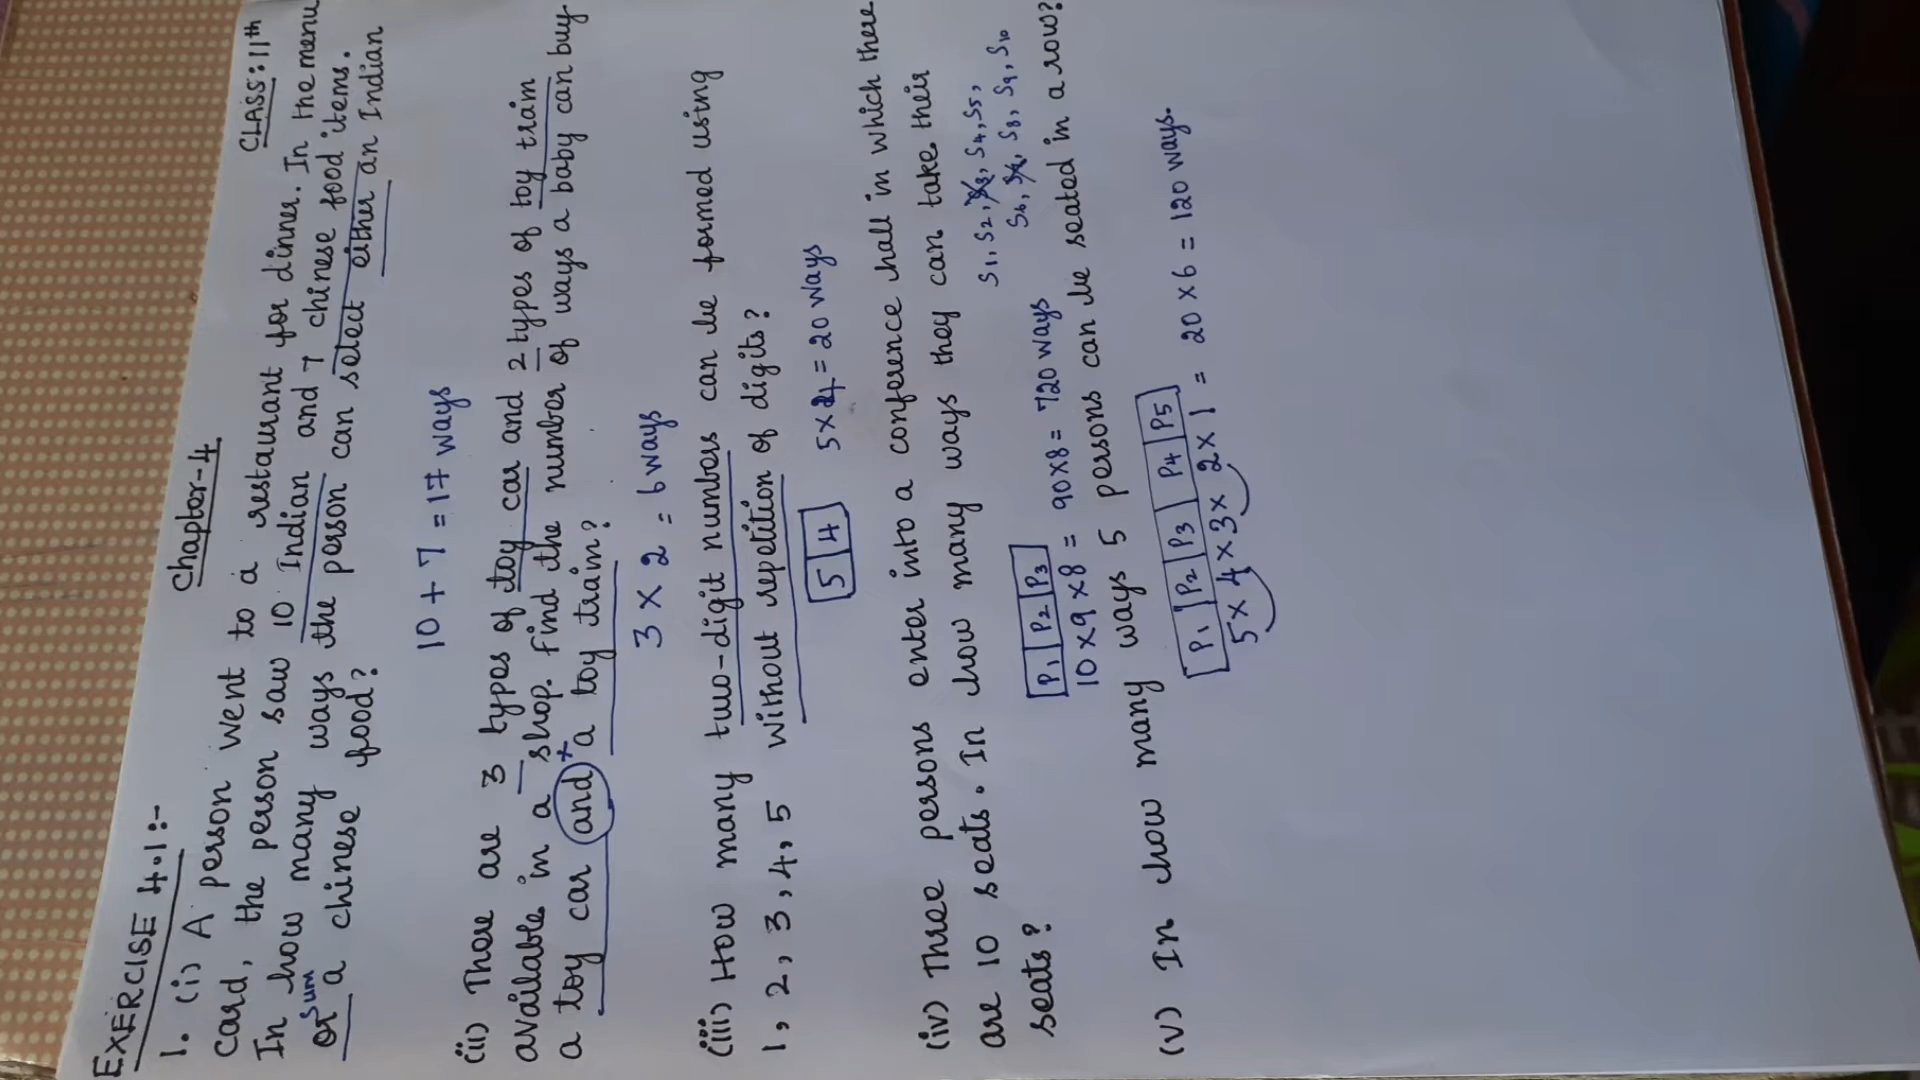 Chapter-4
CLASS:11th
EXERCISE 4.1:-
1. (i) A person went to a restaurant for dinner. In the menu
card, the person saw 10 Indian and 7 chinese food items.
In how many ways the person can select either an Indian
or a chinese food?
sum
10 + 7 = 17 ways
(ii) There are 3 types of toy car and 2 types of toy train
available in a shop. Find the number of ways a baby can buy
a toy car and a toy train?
3 × 2 = 6 ways
(iii) How many two-digit numbers can be formed using
1, 2, 3, 4, 5 without repetition of digits?
5 4 5 × 4 = 20 ways
(iv) Three persons enter into a conference hall in which there
are 10 seats. In how many ways they can take their
seats?
S1, S2, S3, S4, S5,
S6, S7, S8, S9, S10
P1 P2 P3
10 × 9 × 8 = 90 × 8 = 720 ways
(v) In how many ways 5 persons can be seated in a row?
P1 P2 P3 P4 P5
5 × 4 × 3 × 2 × 1 = 20 × 6 = 120 ways.